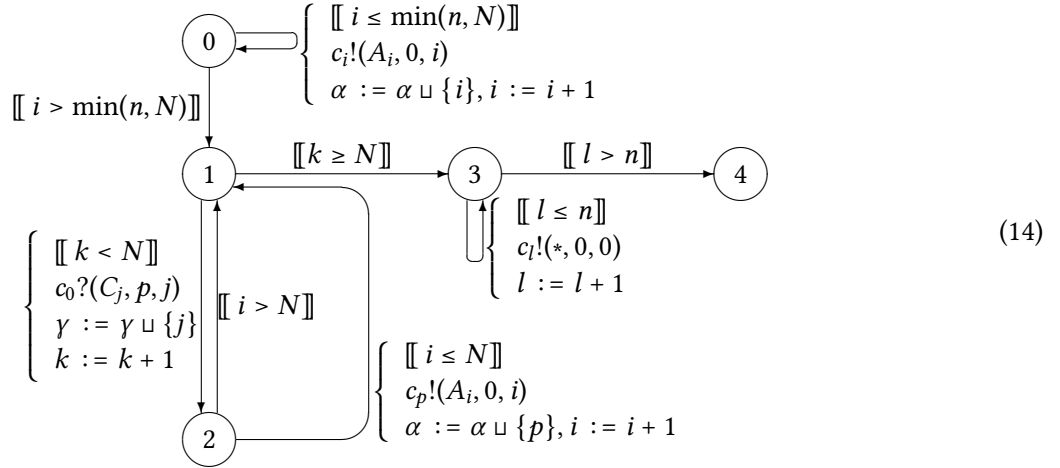 0
⟦ i ≤ min(n, N)⟧
c_i!(A_i, 0, i)
α := α ⊔ {i}, i := i + 1
⟦ i > min(n, N)⟧
1
⟦k ≥ N⟧
3
⟦ l > n⟧
4
⟦ l ≤ n⟧
c_l!(*, 0, 0)
l := l + 1
(14)
⟦ k < N⟧
c_0?(C_j, p, j)
γ := γ ⊔ {j}
k := k + 1
⟦ i > N⟧
⟦ i ≤ N⟧
c_p!(A_i, 0, i)
α := α ⊔ {p}, i := i + 1
2